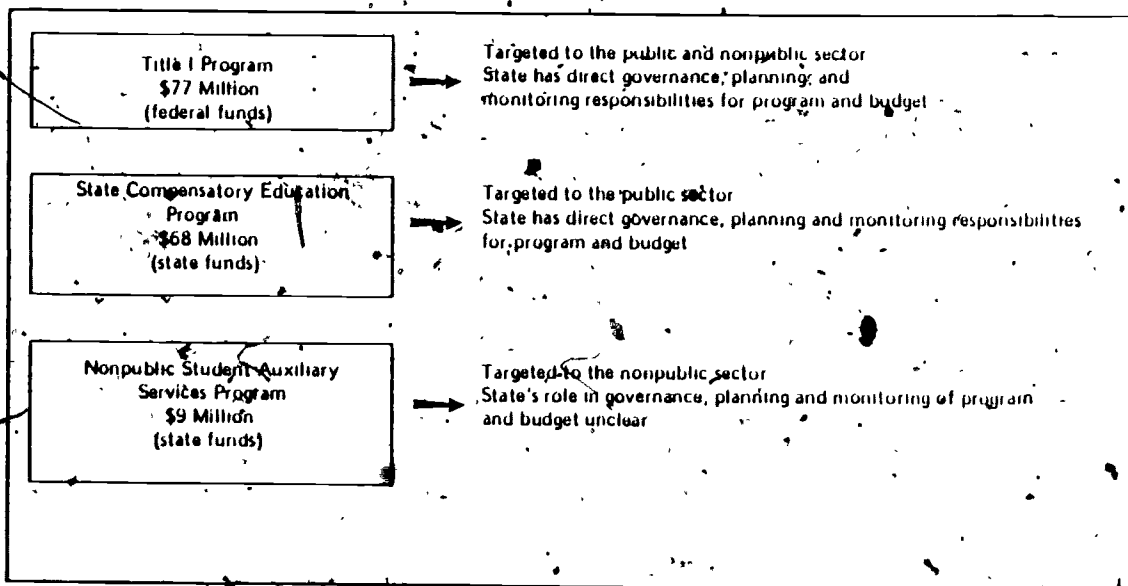 Title I Program
$77 Million
(federal funds)
Targeted to the public and nonpublic sector
State has direct governance, planning, and
monitoring responsibilities for program and budget
State Compensatory Education
Program
$68 Million
(state funds)
Targeted to the public sector
State has direct governance, planning and monitoring responsibilities
for program and budget
Nonpublic Student Auxiliary
Services Program
$9 Million
(state funds)
Targeted to the nonpublic sector
State's role in governance, planning and monitoring of program
and budget unclear